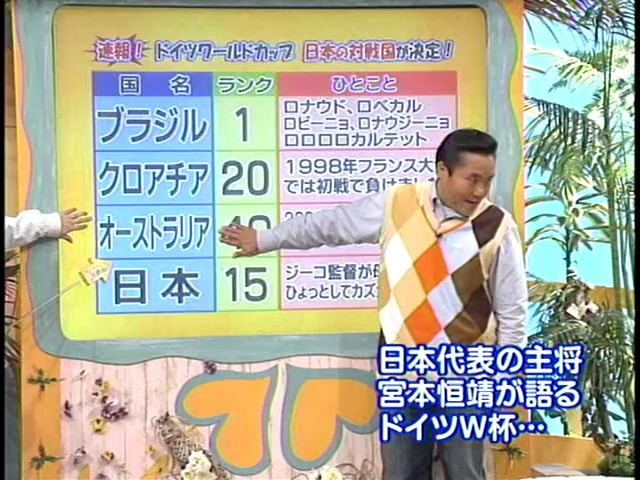 速報! ドイツワールドカップ 日本の対戦国が決定!
国名 ランク ひとこと
ブラジル 1 ロナウド、ロベカル
ロビーニョ、ロナウジーニョ
ロロロロカルテット
クロアチア 20 1998年フランス大
では初戦で負けまし
オーストラリア
日本 15 ジーコ監督が
ひょっとしてカズ
日本代表の主将
宮本恒靖が語る
ドイツW杯…